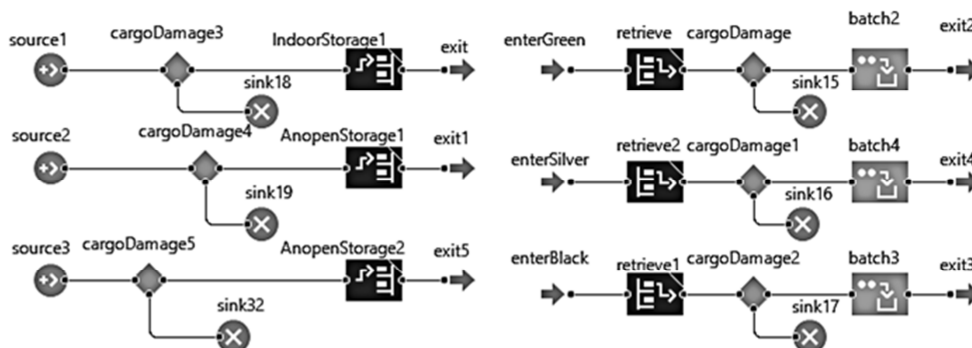 source1
cargoDamage3
IndoorStorage1
exit
sink18
source2
cargoDamage4
AnopenStorage1
exit1
sink19
source3
cargoDamage5
AnopenStorage2
exit5
sink32
enterGreen
retrieve
cargoDamage
batch2
exit2
sink15
enterSilver
retrieve2
cargoDamage1
batch4
exit4
sink16
enterBlack
retrieve1
cargoDamage2
batch3
exit3
sink17